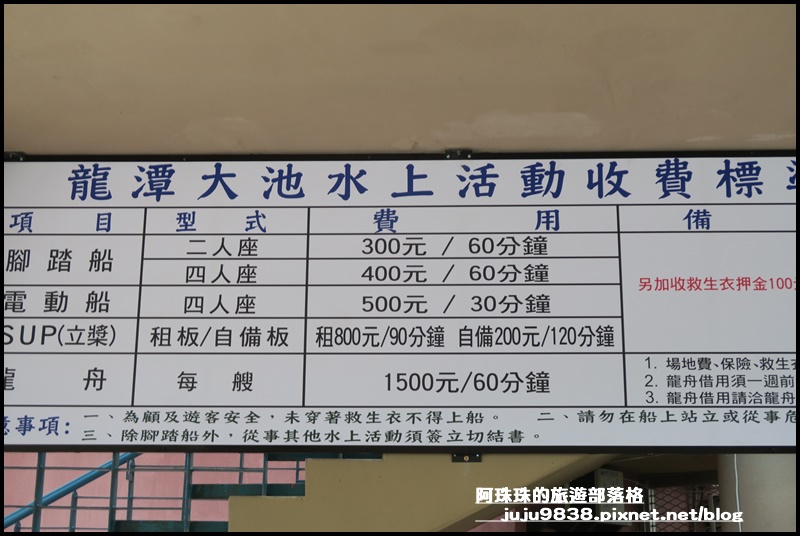 龍潭大池水上活動收費標
項目 型式 費用 備
腳踏船 二人座 300元 / 60分鐘
四人座 400元 / 60分鐘
另加收救生衣押金100
電動船 四人座 500元 / 30分鐘
SUP(立槳) 租板/自備板 租800元/90分鐘 自備200元/120分鐘
龍舟 每艘 1500元/60分鐘
1. 場地費、保險、救生衣
2. 龍舟借用須一週前
3. 龍舟借用請洽龍舟
意事項: 一、為顧及遊客安全,未穿著救生衣不得上船。 二、請勿在船上站立或從事危
三、除腳踏船外,從事其他水上活動須簽立切結書。
阿珠珠的旅遊部落格
juju9838.pixnet.net/blog